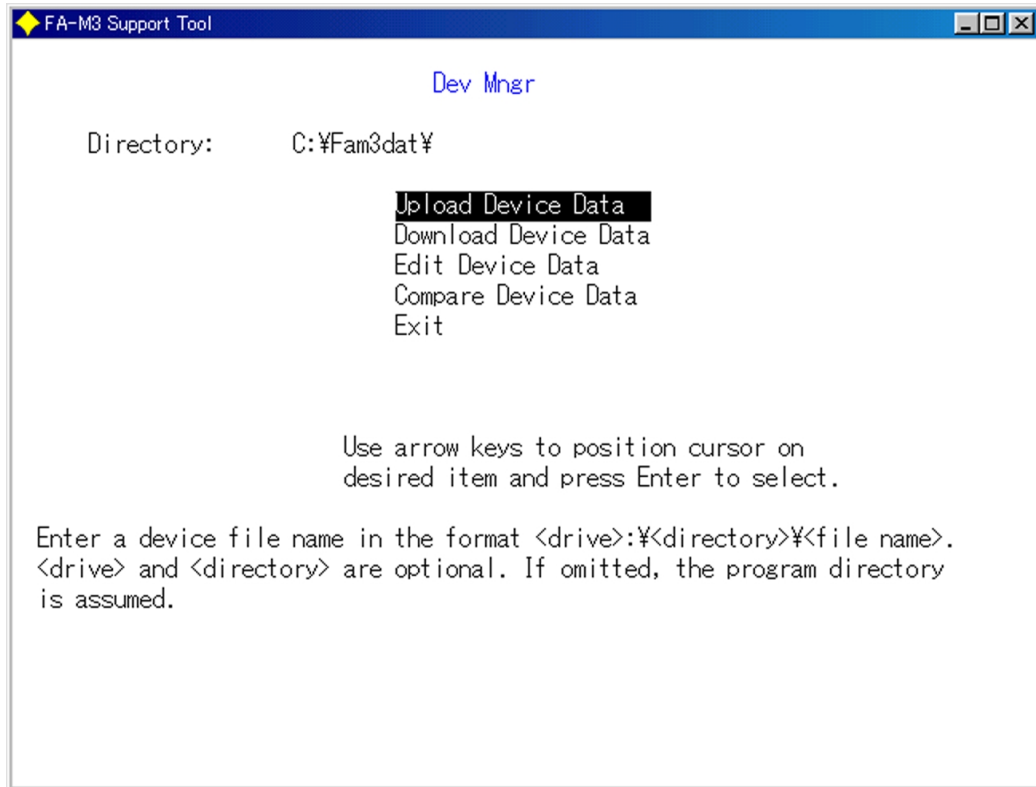 FA-M3 Support Tool
Dev Mngr
Directory: C:¥Fam3dat¥
Upload Device Data
Download Device Data
Edit Device Data
Compare Device Data
Exit
Use arrow keys to position cursor on
desired item and press Enter to select.
Enter a device file name in the format <drive>:¥<directory>¥<file name>.
<drive> and <directory> are optional. If omitted, the program directory
is assumed.